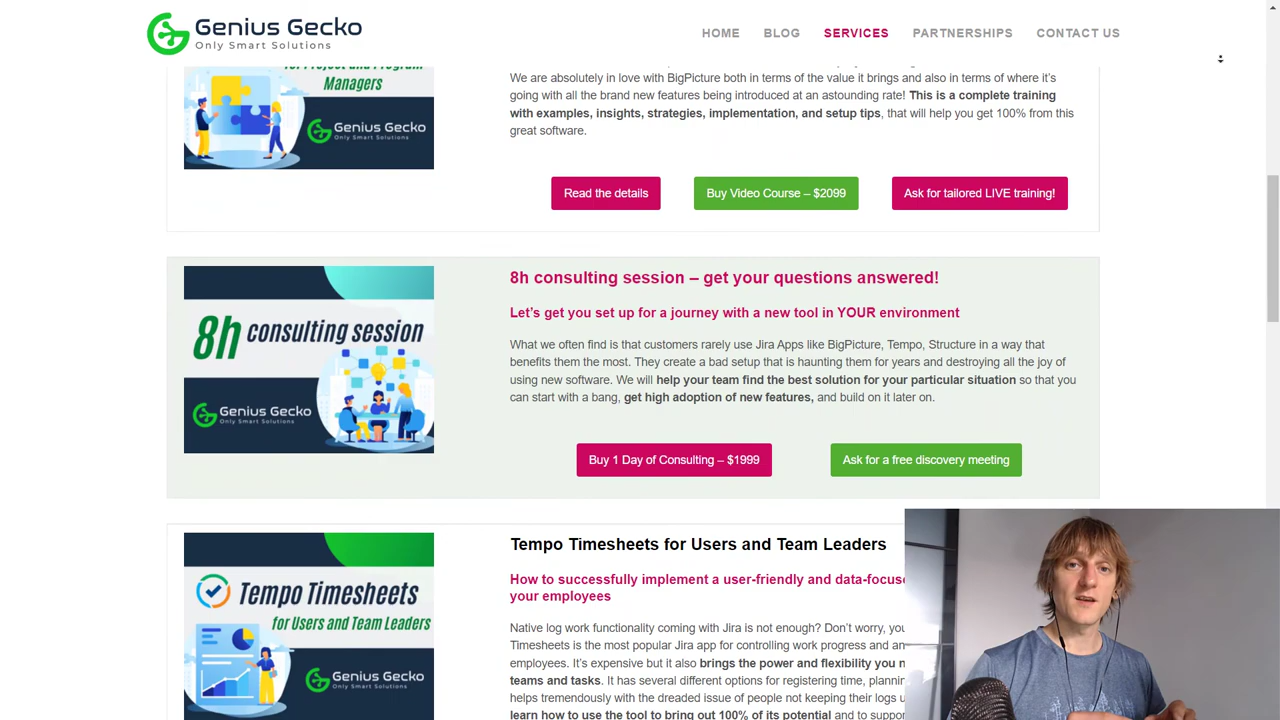 Genius Gecko
Only Smart Solutions
HOME
BLOG
SERVICES
PARTNERSHIPS
CONTACT US
for Project and Program
Managers
Genius Gecko
Only Smart Solutions
We are absolutely in love with BigPicture both in terms of the value it brings and also in terms of where it's
going with all the brand new features being introduced at an astounding rate! This is a complete training
with examples, insights, strategies, implementation, and setup tips, that will help you get 100% from this
great software.
Read the details
Buy Video Course – $2099
Ask for tailored LIVE training!
8h consulting session
Genius Gecko
Only Smart Solutions
8h consulting session – get your questions answered!
Let's get you set up for a journey with a new tool in YOUR environment
What we often find is that customers rarely use Jira Apps like BigPicture, Tempo, Structure in a way that
benefits them the most. They create a bad setup that is haunting them for years and destroying all the joy of
using new software. We will help your team find the best solution for your particular situation so that you
can start with a bang, get high adoption of new features, and build on it later on.
Buy 1 Day of Consulting – $1999
Ask for a free discovery meeting
Tempo Timesheets
for Users and Team Leaders
Genius Gecko
Only Smart Solutions
Tempo Timesheets for Users and Team Leaders
How to successfully implement a user-friendly and data-focuse
your employees
Native log work functionality coming with Jira is not enough? Don't worry, you
Timesheets is the most popular Jira app for controlling work progress and an
employees. It's expensive but it also brings the power and flexibility you n
teams and tasks. It has several different options for registering time, plannin
helps tremendously with the dreaded issue of people not keeping their logs u
learn how to use the tool to bring out 100% of its potential and to suppor